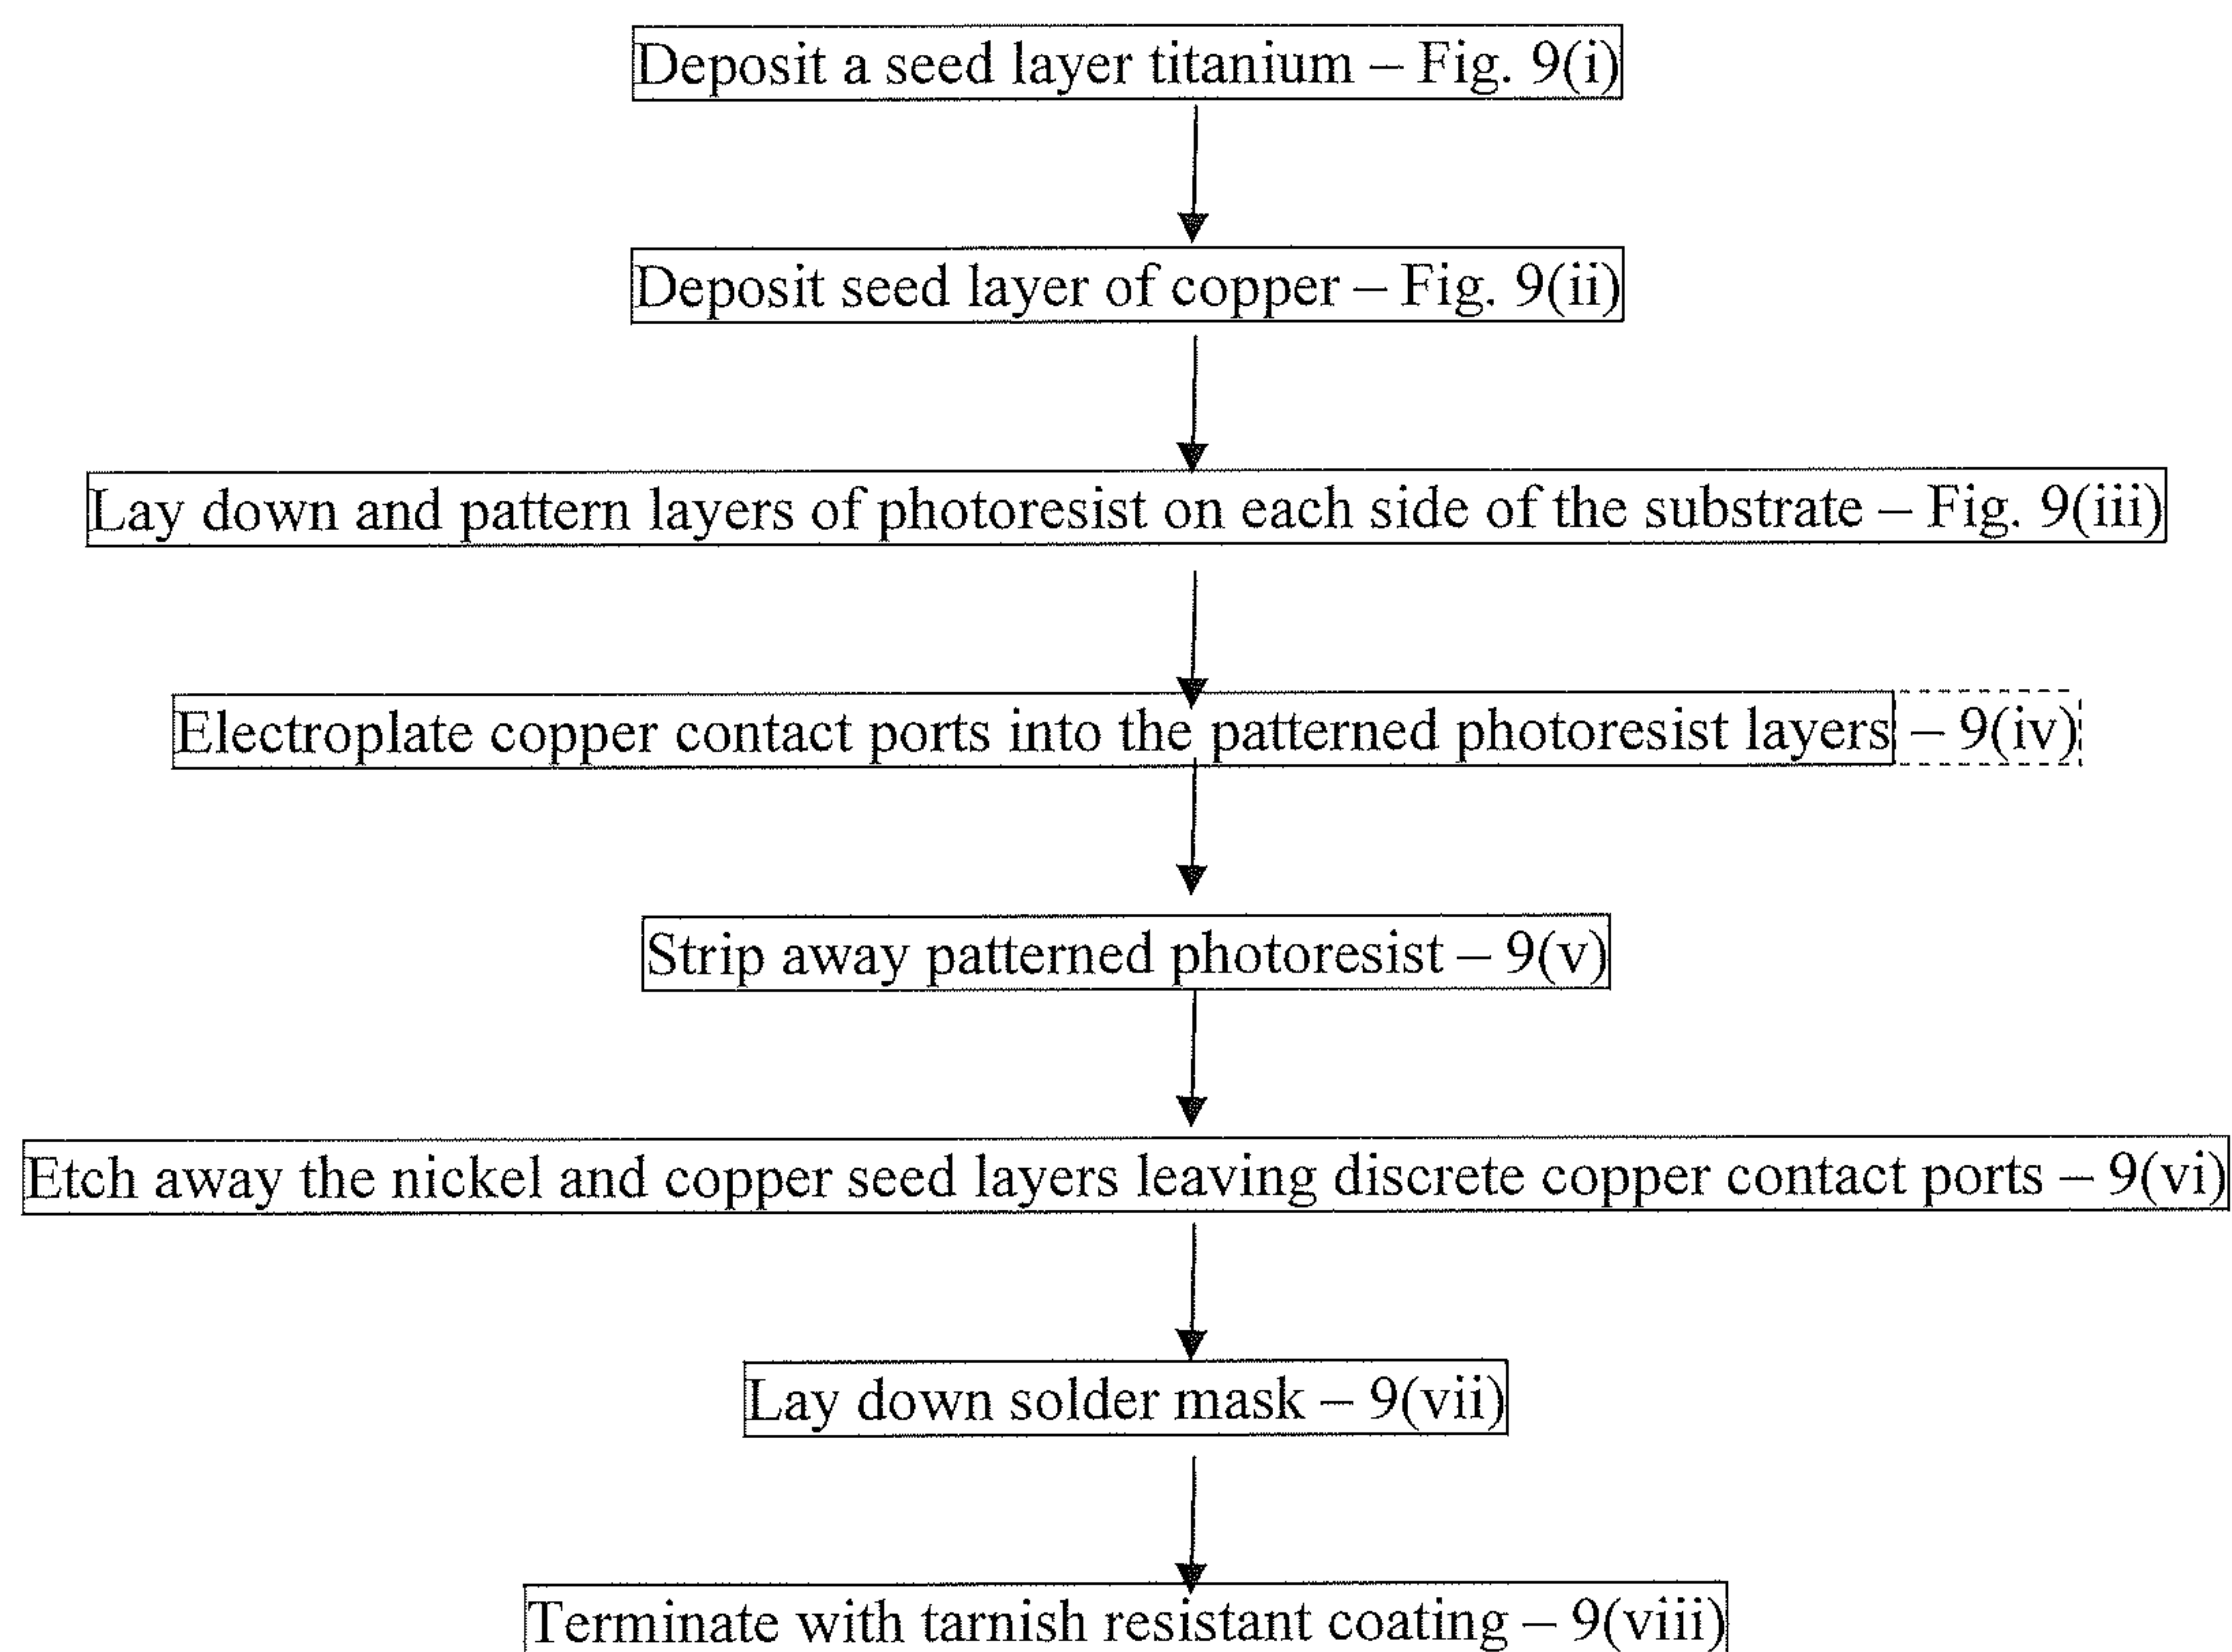 Deposit a seed layer titanium – Fig. 9(i)
Deposit seed layer of copper – Fig. 9(ii)
Lay down and pattern layers of photoresist on each side of the substrate – Fig. 9(iii)
Electroplate copper contact ports into the patterned photoresist layers – 9(iv)
Strip away patterned photoresist – 9(v)
Etch away the nickel and copper seed layers leaving discrete copper contact ports – 9(vi)
Lay down solder mask – 9(vii)
Terminate with tarnish resistant coating – 9(viii)